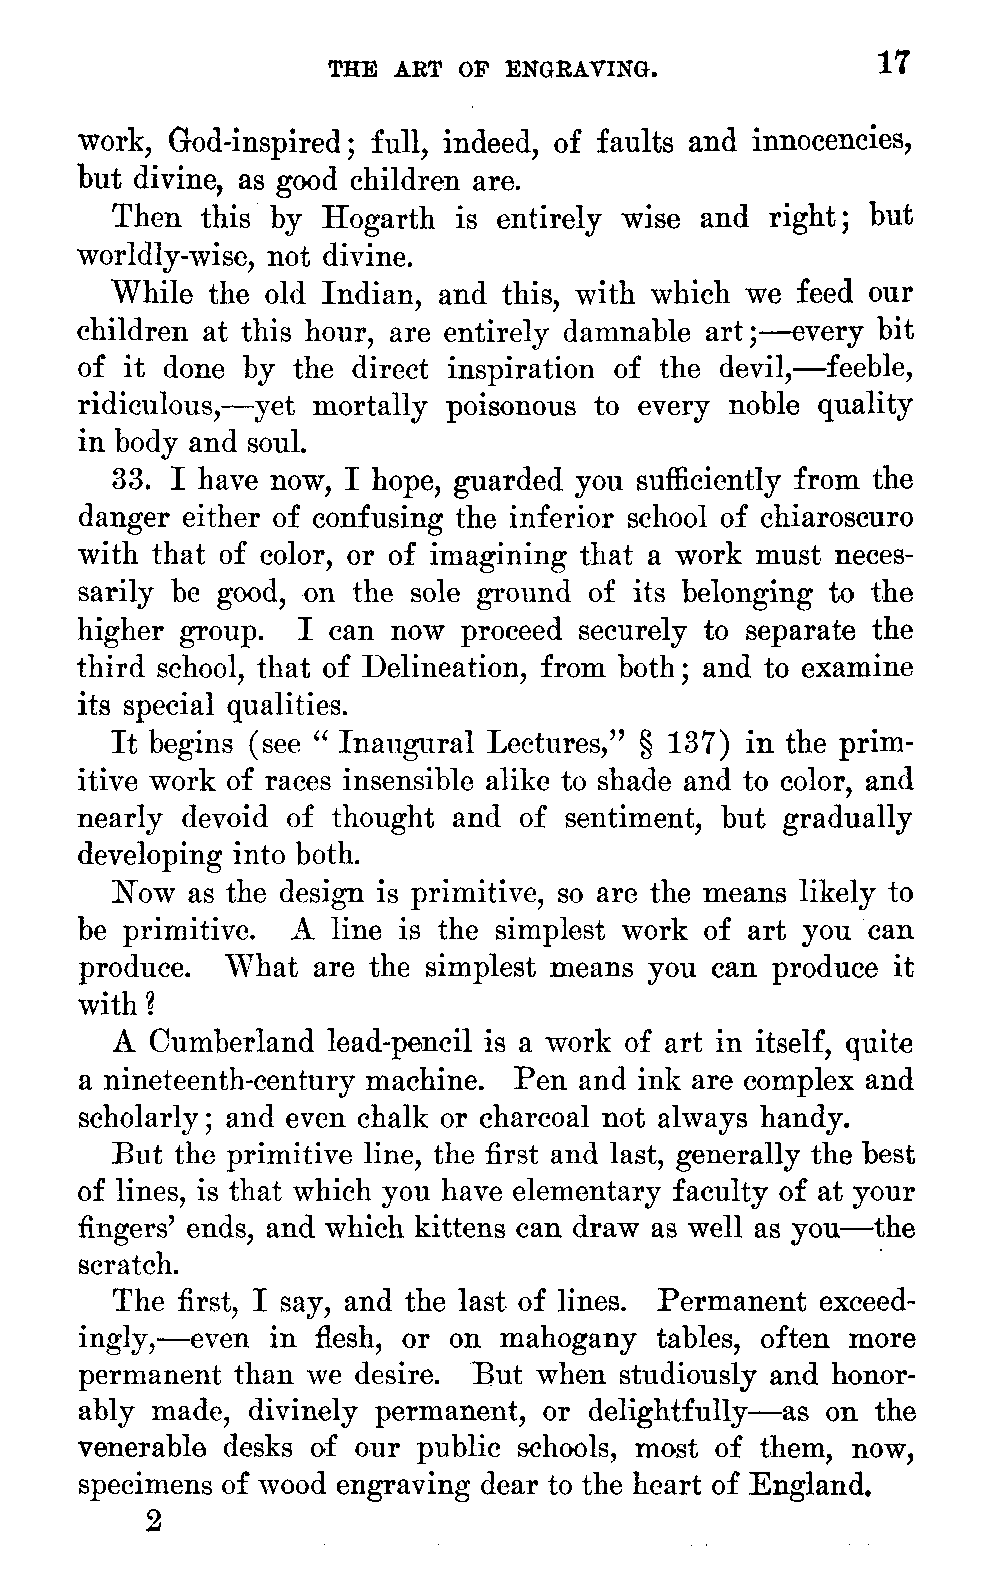 THE ART OF ENGRAVING. 17
work, God-inspired; full, indeed, of faults and innocencies,
but divine, as good children are.
Then this by Hogarth is entirely wise and right; but
worldly-wise, not divine.
While the old Indian, and this, with which we feed our
children at this hour, are entirely damnable art;—every bit
of it done by the direct inspiration of the devil,—feeble,
ridiculous,—yet mortally poisonous to every noble quality
in body and soul.
33. I have now, I hope, guarded you sufficiently from the
danger either of confusing the inferior school of chiaroscuro
with that of color, or of imagining that a work must neces-
sarily be good, on the sole ground of its belonging to the
higher group. I can now proceed securely to separate the
third school, that of Delineation, from both; and to examine
its special qualities.
It begins (see “ Inaugural Lectures,” § 137) in the prim-
itive work of races insensible alike to shade and to color, and
nearly devoid of thought and of sentiment, but gradually
developing into both.
Now as the design is primitive, so are the means likely to
be primitive. A line is the simplest work of art you can
produce. What are the simplest means you can produce it
with?
A Cumberland lead-pencil is a work of art in itself, quite
a nineteenth-century machine. Pen and ink are complex and
scholarly; and even chalk or charcoal not always handy.
But the primitive line, the first and last, generally the best
of lines, is that which you have elementary faculty of at your
fingers’ ends, and which kittens can draw as well as you—the
scratch.
The first, I say, and the last of lines. Permanent exceed-
ingly,—even in flesh, or on mahogany tables, often more
permanent than we desire. But when studiously and honor-
ably made, divinely permanent, or delightfully—as on the
venerable desks of our public schools, most of them, now,
specimens of wood engraving dear to the heart of England.
2